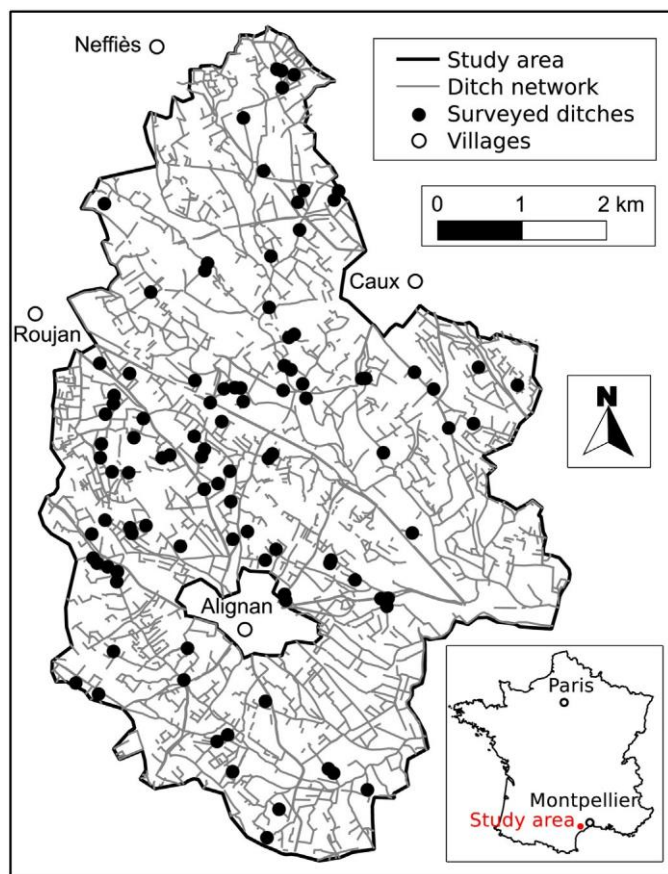 Neffiès
Study area
Ditch network
Surveyed ditches
Villages
0 1 2 km
Caux
Roujan
N
Alignan
Paris
Montpellier
Study area